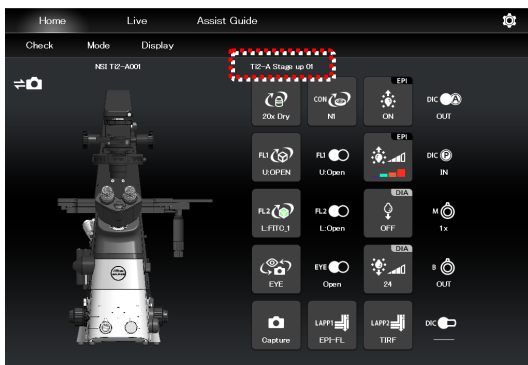 Home Live Assist Guide
Check Mode Display
NSI Ti2-A001 Ti2-A Stage up 01
EPI
20x Dry
CON
N1
ON
DIC A
OUT
EPI
FL1
U:OPEN
FL1
U:Open
DIC P
IN
DIA
FL2
L:FITC_1
FL2
L:Open
OFF
M
1x
DIA
EYE
EYE
Open
24
B
OUT
Capture
LAPP1
EPI-FL
LAPP2
TIRF
DIC